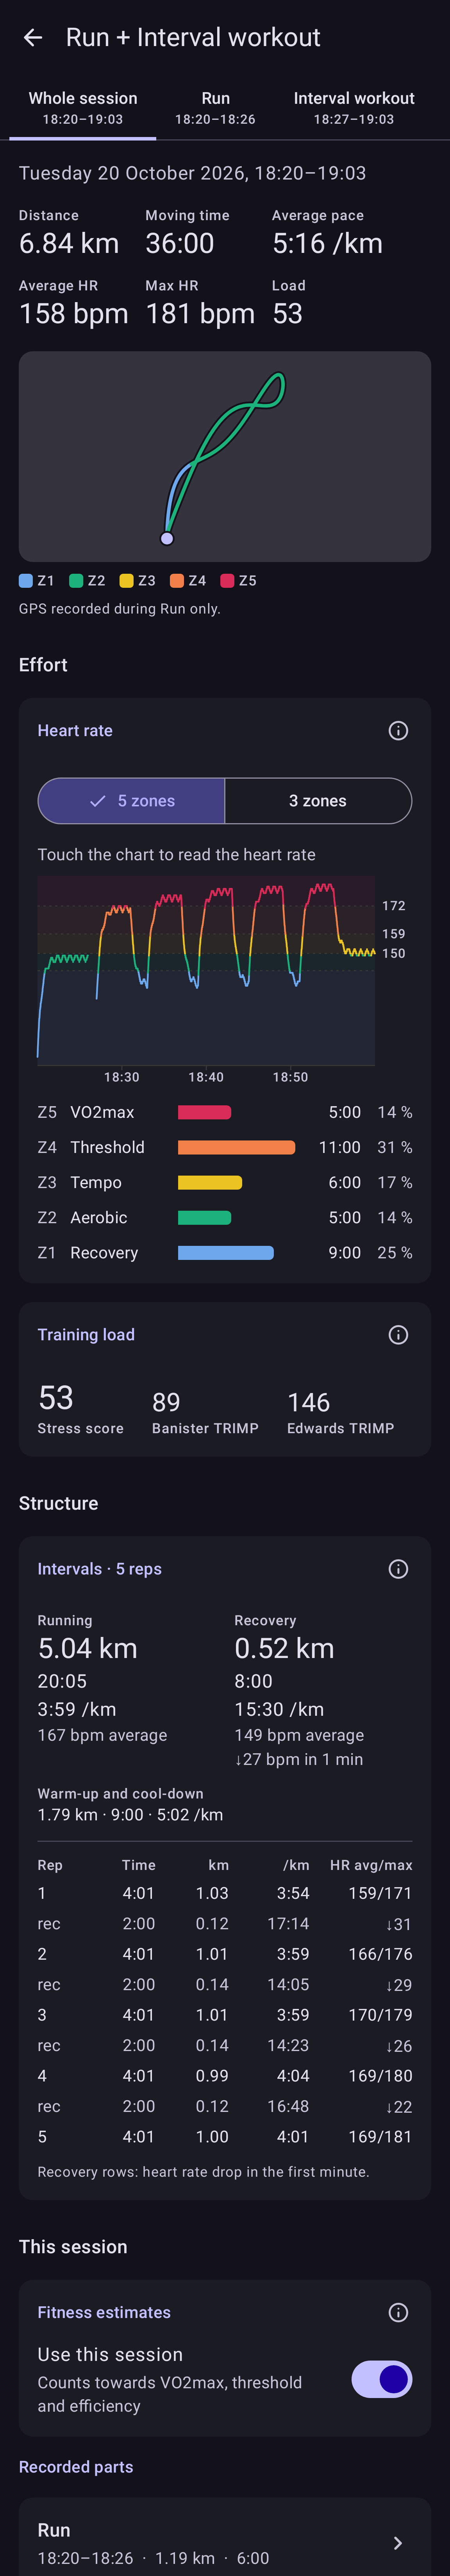 Run + Interval workout
Whole session
18:20–19:03
Run
18:20–18:26
Interval workout
18:27–19:03
Tuesday 20 October 2026, 18:20–19:03
Distance
6.84 km
Moving time
36:00
Average pace
5:16 /km
Average HR
158 bpm
Max HR
181 bpm
Load
53
Z1 Z2 Z3 Z4 Z5
GPS recorded during Run only.
Effort
Heart rate
5 zones
3 zones
Touch the chart to read the heart rate
172
159
150
18:30 18:40 18:50
Z5 VO2max 5:00 14 %
Z4 Threshold 11:00 31 %
Z3 Tempo 6:00 17 %
Z2 Aerobic 5:00 14 %
Z1 Recovery 9:00 25 %
Training load
53
Stress score
89
Banister TRIMP
146
Edwards TRIMP
Structure
Intervals · 5 reps
Running
5.04 km
20:05
3:59 /km
167 bpm average
Recovery
0.52 km
8:00
15:30 /km
149 bpm average
↓27 bpm in 1 min
Warm-up and cool-down
1.79 km · 9:00 · 5:02 /km
Rep Time km /km HR avg/max
1 4:01 1.03 3:54 159/171
rec 2:00 0.12 17:14 ↓31
2 4:01 1.01 3:59 166/176
rec 2:00 0.14 14:05 ↓29
3 4:01 1.01 3:59 170/179
rec 2:00 0.14 14:23 ↓26
4 4:01 0.99 4:04 169/180
rec 2:00 0.12 16:48 ↓22
5 4:01 1.00 4:01 169/181
Recovery rows: heart rate drop in the first minute.
This session
Fitness estimates
Use this session
Counts towards VO2max, threshold
and efficiency
Recorded parts
Run
18:20–18:26 · 1.19 km · 6:00